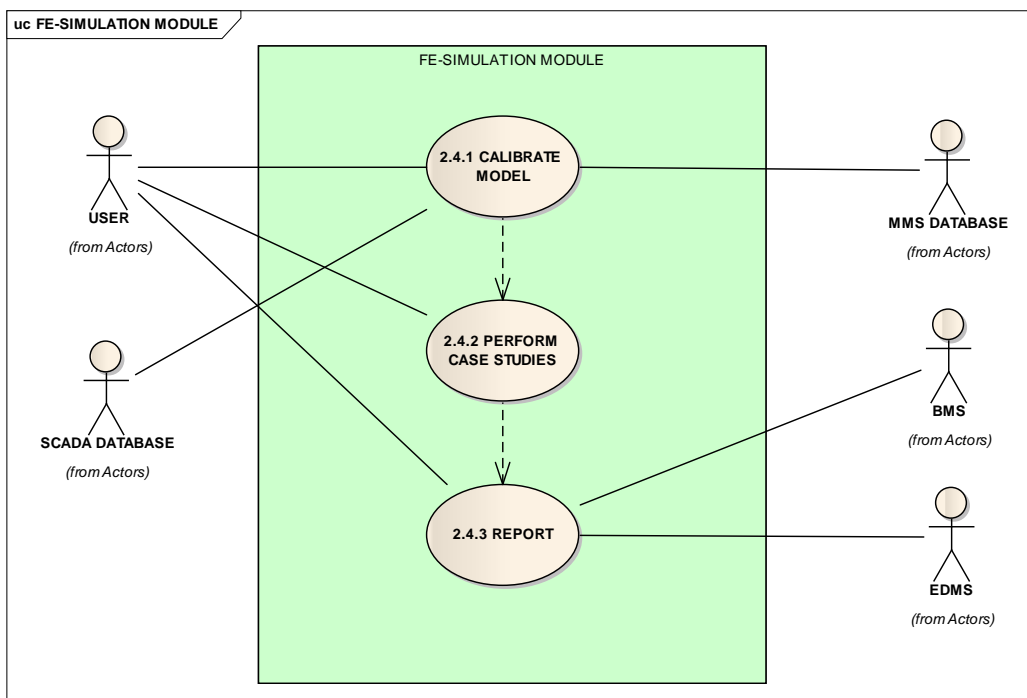 uc FE-SIMULATION MODULE
FE-SIMULATION MODULE
2.4.1 CALIBRATE
MODEL
USER
(from Actors)
MMS DATABASE
(from Actors)
2.4.2 PERFORM
CASE STUDIES
SCADA DATABASE
(from Actors)
BMS
(from Actors)
2.4.3 REPORT
EDMS
(from Actors)